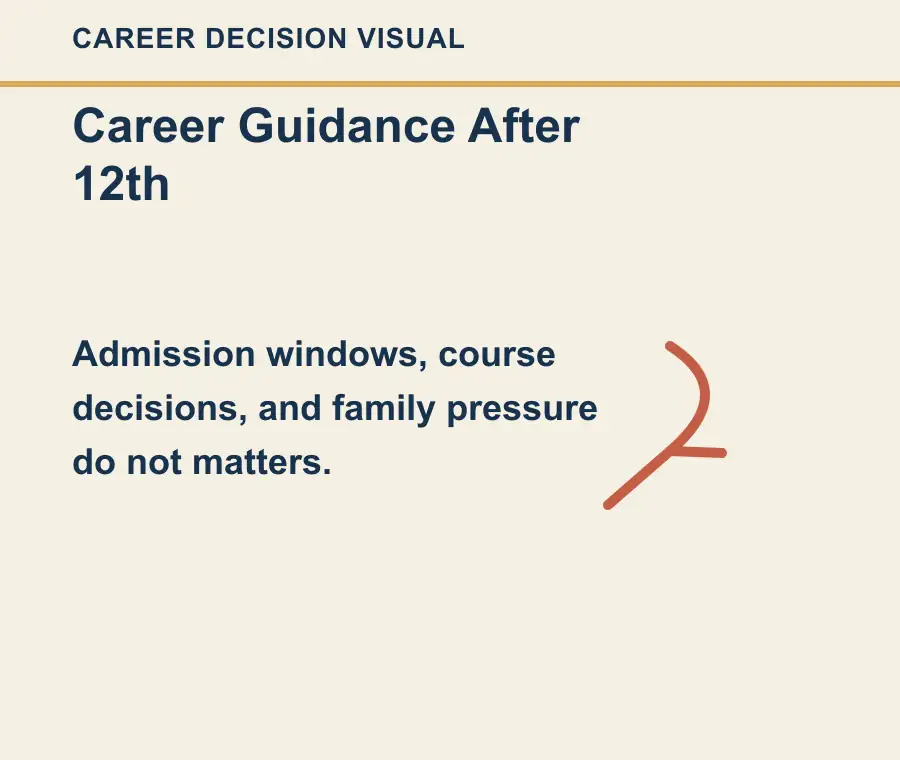 CAREER DECISION VISUAL
Career Guidance After
12th
Admission windows, course
decisions, and family pressure
do not matters.